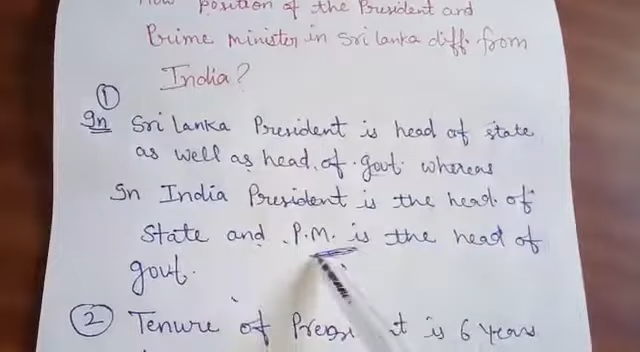 How position of the President and
Prime minister in Sri lanka diff. from
India?
①
In Sri lanka President is head of state
as well as head of govt. whereas
In India President is the head of
State and P.M. is the head of
govt.
② Tenure of is 6 years